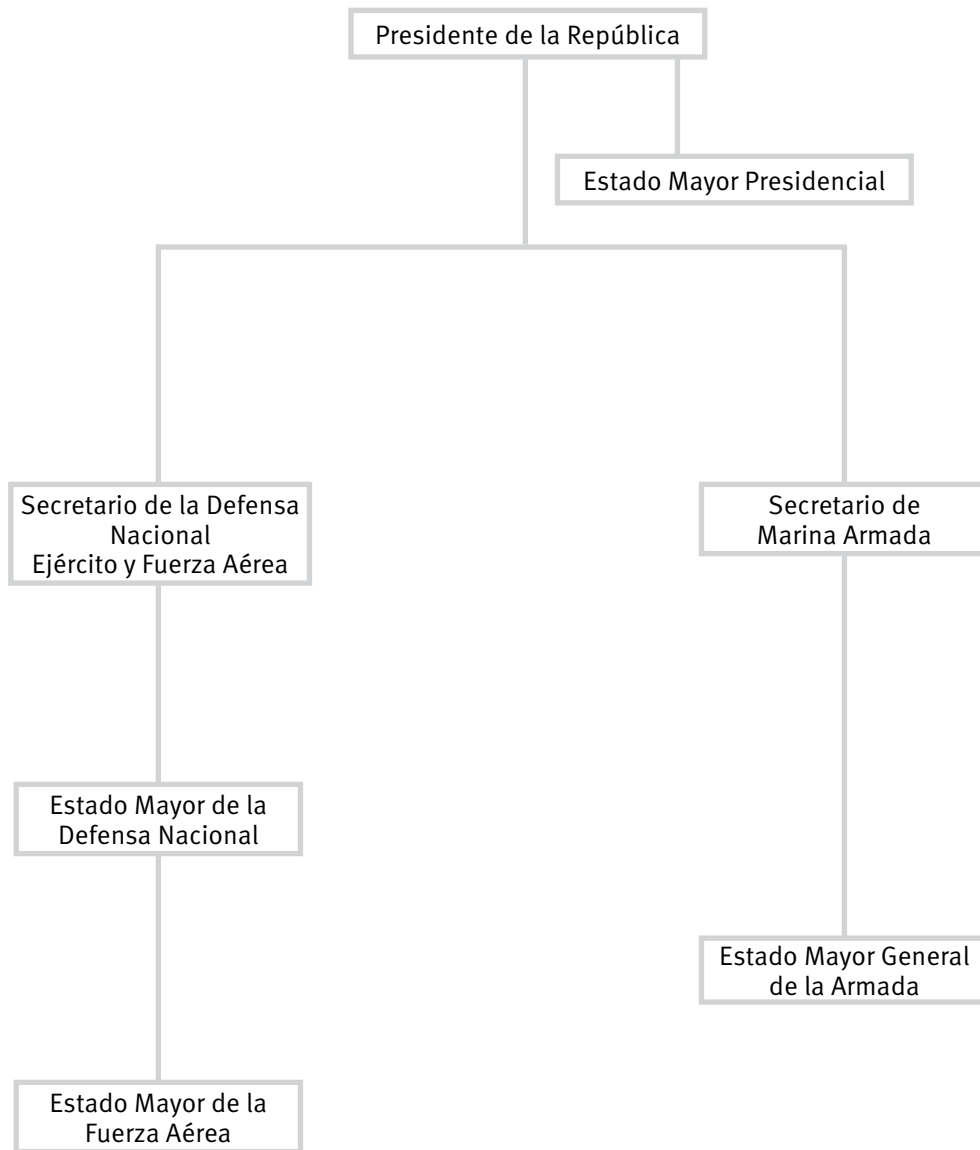 Presidente de la República
Estado Mayor Presidencial
Secretario de la Defensa
Nacional
Ejército y Fuerza Aérea
Secretario de
Marina Armada
Estado Mayor de la
Defensa Nacional
Estado Mayor General
de la Armada
Estado Mayor de la
Fuerza Aérea